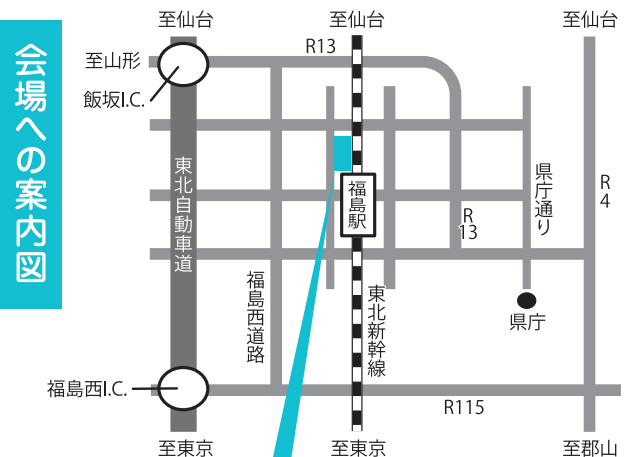 会場への案内図
至仙台
至仙台
至仙台
至山形
R13
飯坂I.C.
東北自動車道
福島駅
県庁通り
R4
R13
福島西道路
東北新幹線
県庁
福島西I.C.
R115
至東京
至東京
至郡山